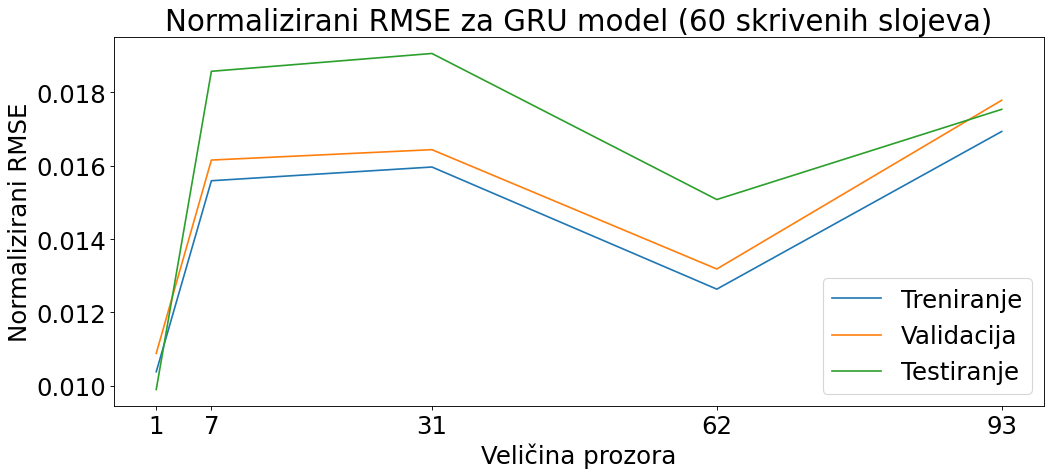 Normalizirani RMSE za GRU model (60 skrivenih slojeva)
Normalizirani RMSE
0.018
0.016
0.014
0.012
0.010
Treniranje
Validacija
Testiranje
1 7 31 62 93
Veličina prozora